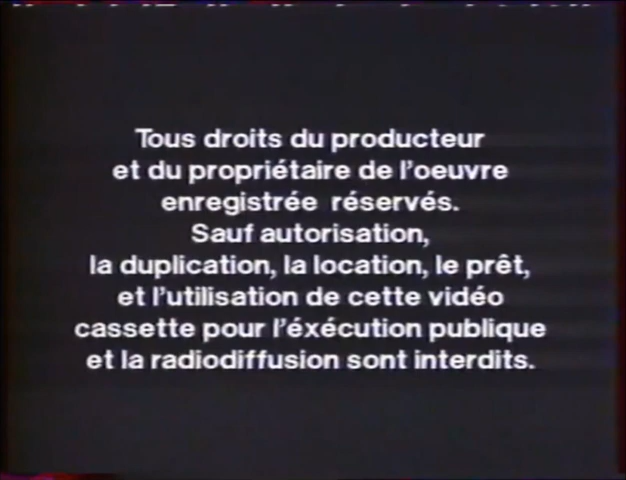 Tous droits du producteur
et du propriétaire de l'oeuvre
enregistrée réservés.
Sauf autorisation,
la duplication, la location, le prêt,
et l'utilisation de cette vidéo
cassette pour l'éxécution publique
et la radiodiffusion sont interdits.